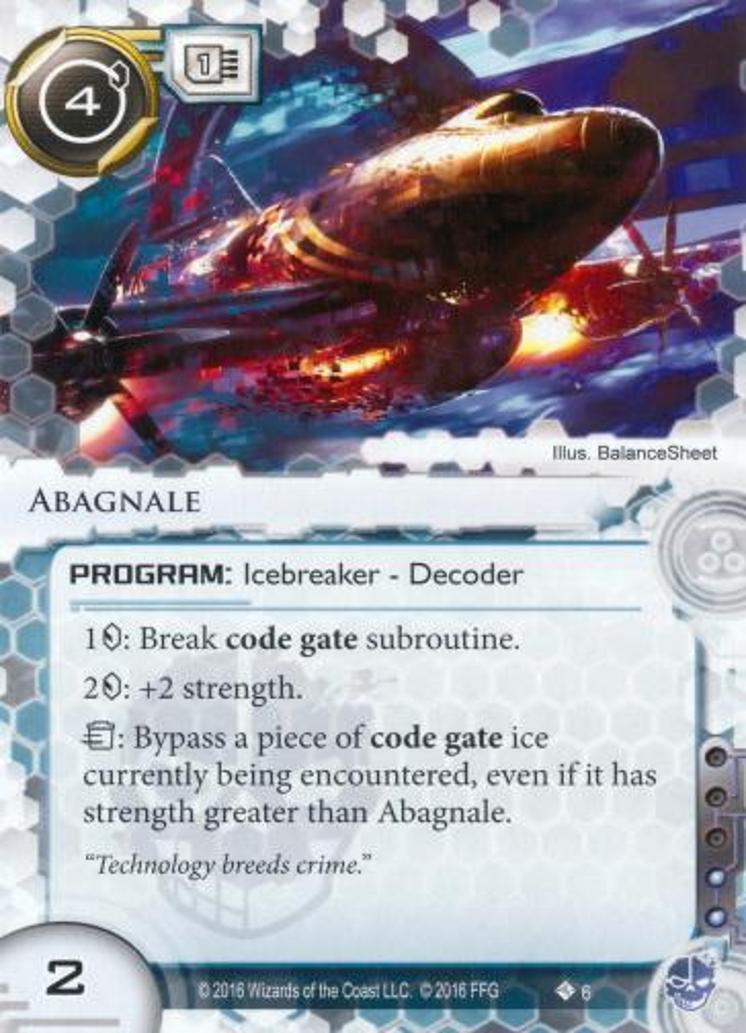 4
1
Illus. BalanceSheet
ABAGNALE
PROGRAM: Icebreaker - Decoder
1: Break code gate subroutine.
2: +2 strength.
: Bypass a piece of code gate ice
currently being encountered, even if it has
strength greater than Abagnale.
“Technology breeds crime.”
2
© 2016 Wizards of the Coast LLC. © 2016 FFG
6